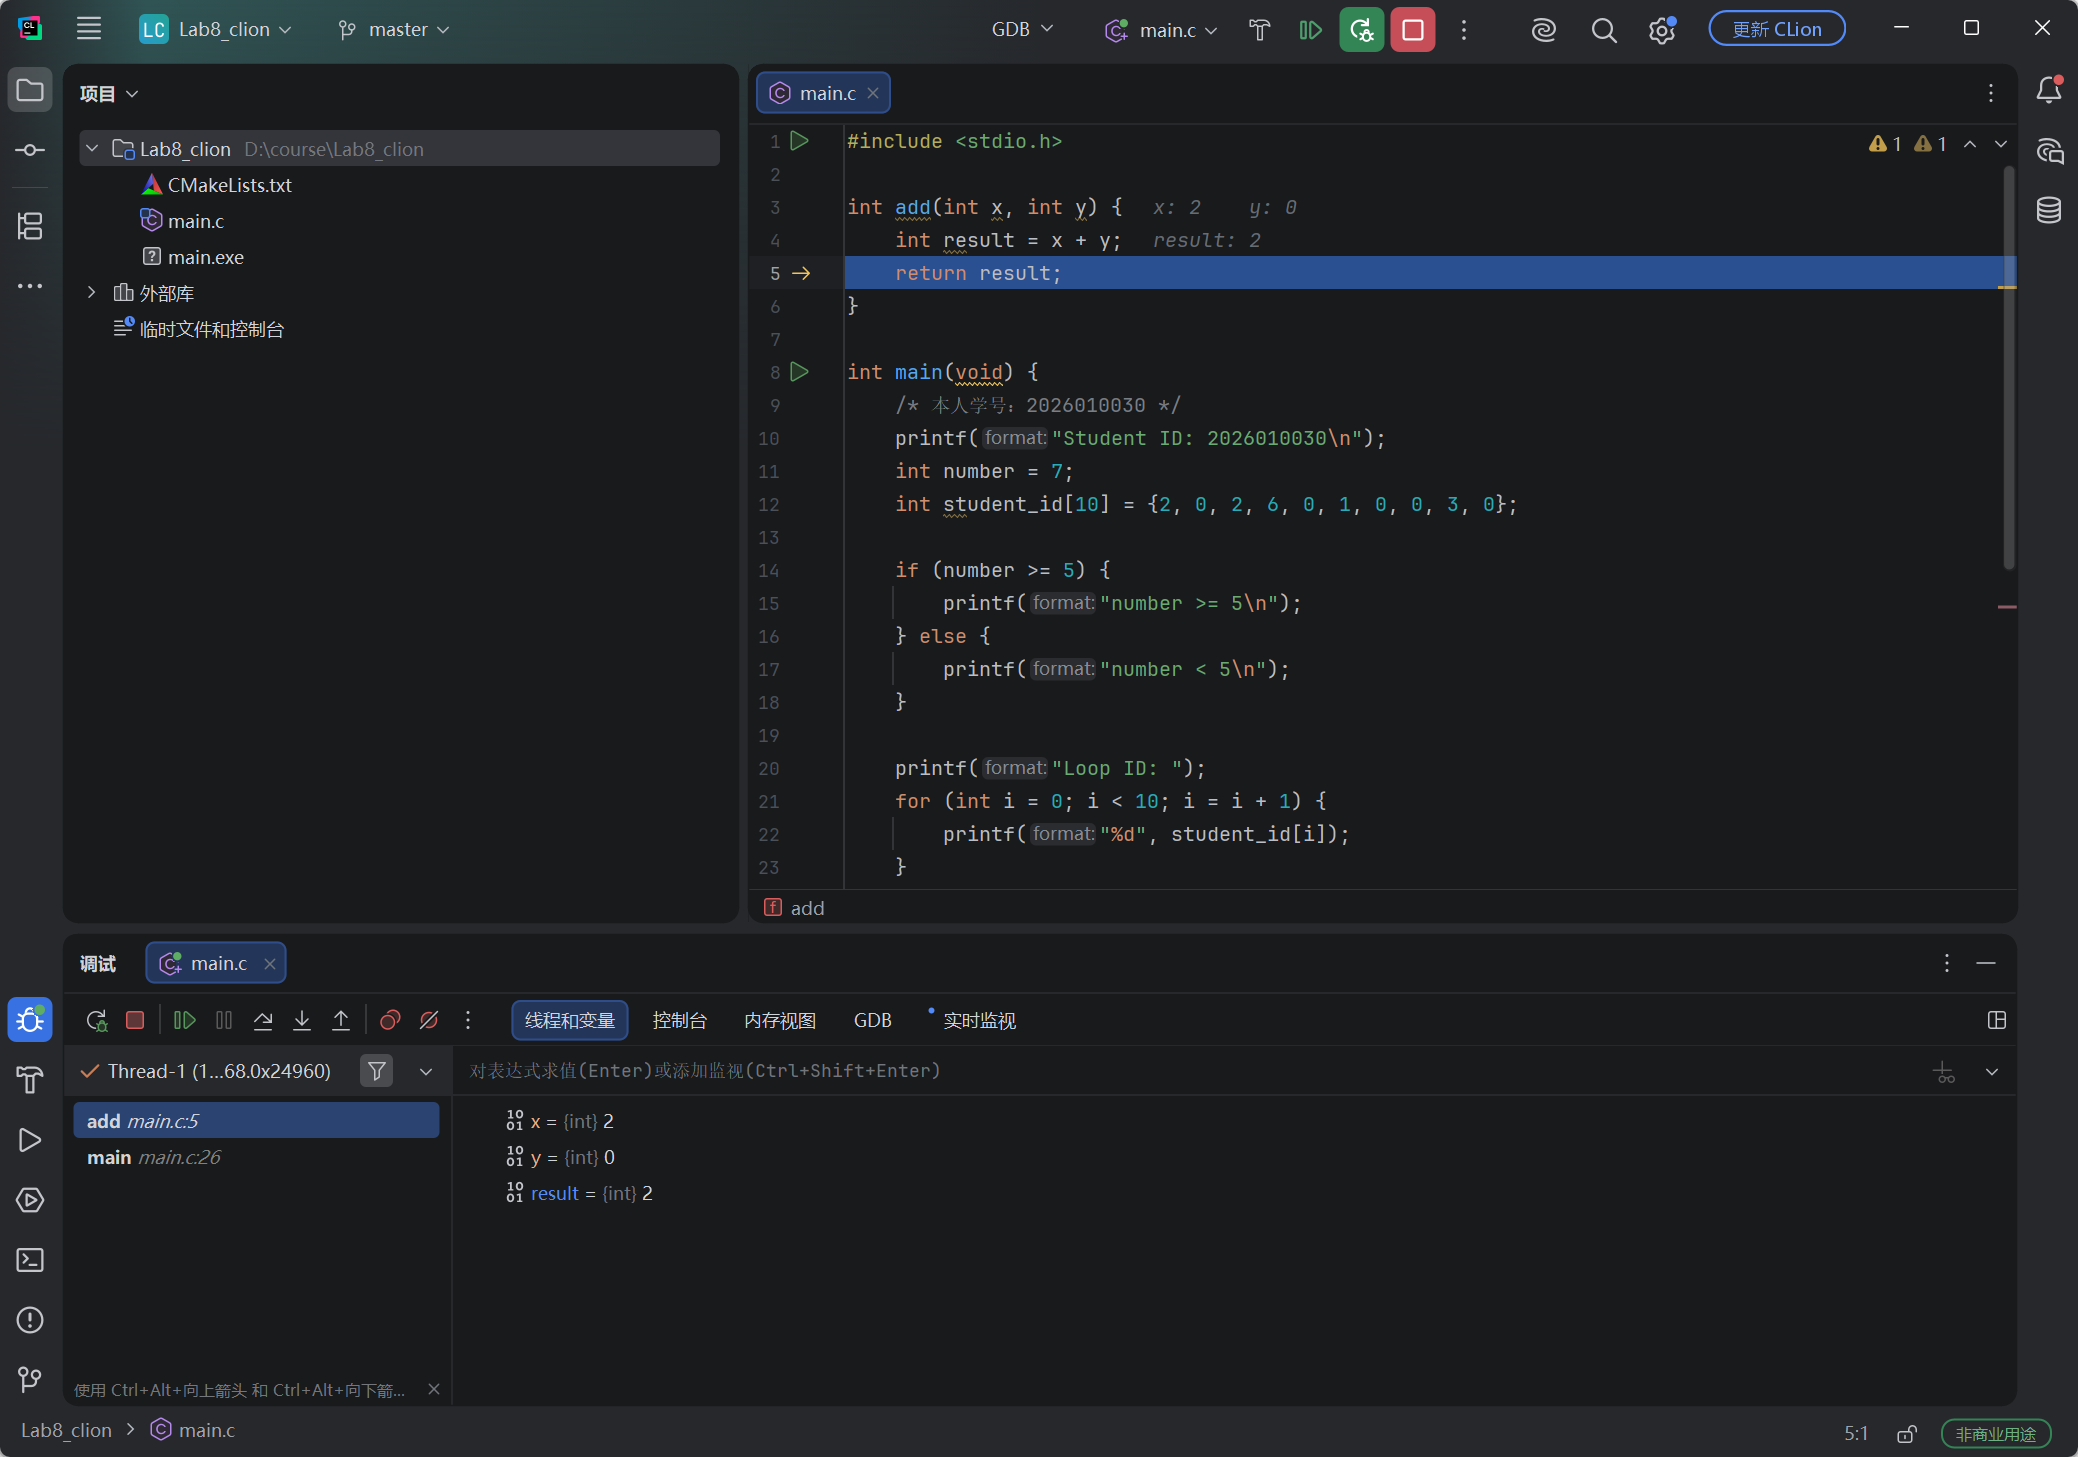 LC Lab8_clion master GDB main.c 更新 CLion
项目
Lab8_clion D:\course\Lab8_clion
CMakeLists.txt
main.c
main.exe
外部库
临时文件和控制台
main.c
1 #include <stdio.h>
1 1
2
3 int add(int x, int y) { x: 2 y: 0
4 int result = x + y; result: 2
5 return result;
6 }
7
8 int main(void) {
9 /* 本人学号: 2026010030 */
10 printf(format:"Student ID: 2026010030\n");
11 int number = 7;
12 int student_id[10] = {2, 0, 2, 6, 0, 1, 0, 0, 3, 0};
13
14 if (number >= 5) {
15 printf(format:"number >= 5\n");
16 } else {
17 printf(format:"number < 5\n");
18 }
19
20 printf(format:"Loop ID: ");
21 for (int i = 0; i < 10; i = i + 1) {
22 printf(format:"%d", student_id[i]);
23 }
f add
调试 main.c
线程和变量 控制台 内存视图 GDB 实时监视
Thread-1 (1...68.0x24960)
对表达式求值(Enter)或添加监视(Ctrl+Shift+Enter)
add main.c:5
main main.c:26
x = {int} 2
y = {int} 0
result = {int} 2
使用 Ctrl+Alt+向上箭头 和 Ctrl+Alt+向下箭...
Lab8_clion > main.c
5:1 非商业用途